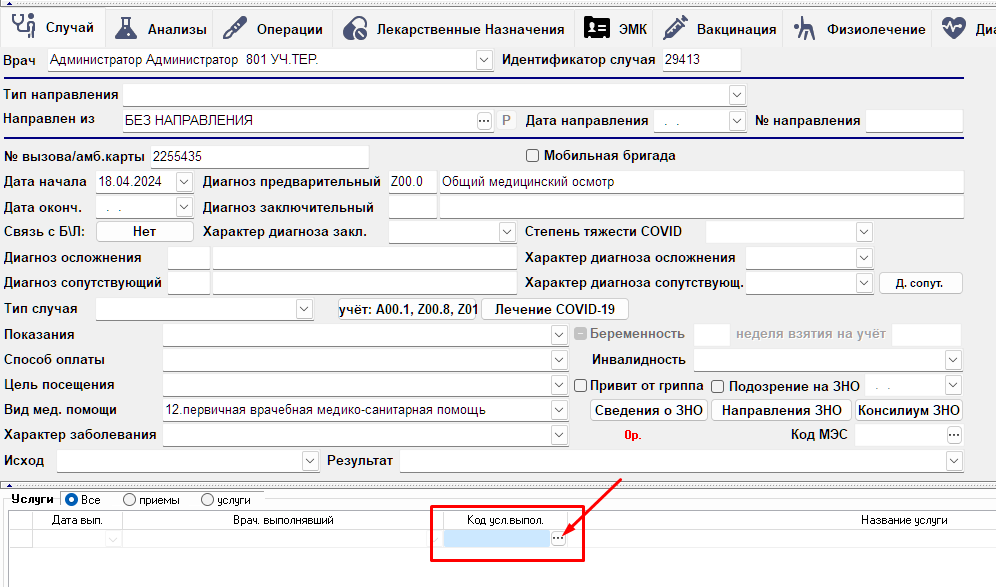 Случай Анализы Операции Лекарственные Назначения ЭМК Вакцинация Физиолечение Диа
Врач Администратор Администратор 801 УЧ.ТЕР. Идентификатор случая 29413
Тип направления
Направлен из БЕЗ НАПРАВЛЕНИЯ ... Р Дата направления . . № направления
№ вызова/амб.карты 2255435 Мобильная бригада
Дата начала 18.04.2024 Диагноз предварительный Z00.0 Общий медицинский осмотр
Дата оконч. . . Диагноз заключительный
Связь с Б\Л: Нет Характер диагноза закл. Степень тяжести COVID
Диагноз осложнения Характер диагноза осложнения
Диагноз сопутствующий Характер диагноза сопутствующ. Д. сопут.
Тип случая учёт: A00.1, Z00.8, Z01 Лечение COVID-19
Показания Беременность неделя взятия на учёт
Способ оплаты Инвалидность
Цель посещения Привит от гриппа Подозрение на ЗНО . .
Вид мед. помощи 12.первичная врачебная медико-санитарная помощь Сведения о ЗНО Направления ЗНО Консилиум ЗНО
Характер заболевания 0р. Код МЭС ...
Исход Результат
Услуги Все приемы услуги
Дата вып. Врач. выполнявший Код усл.выпол. Название услуги
...